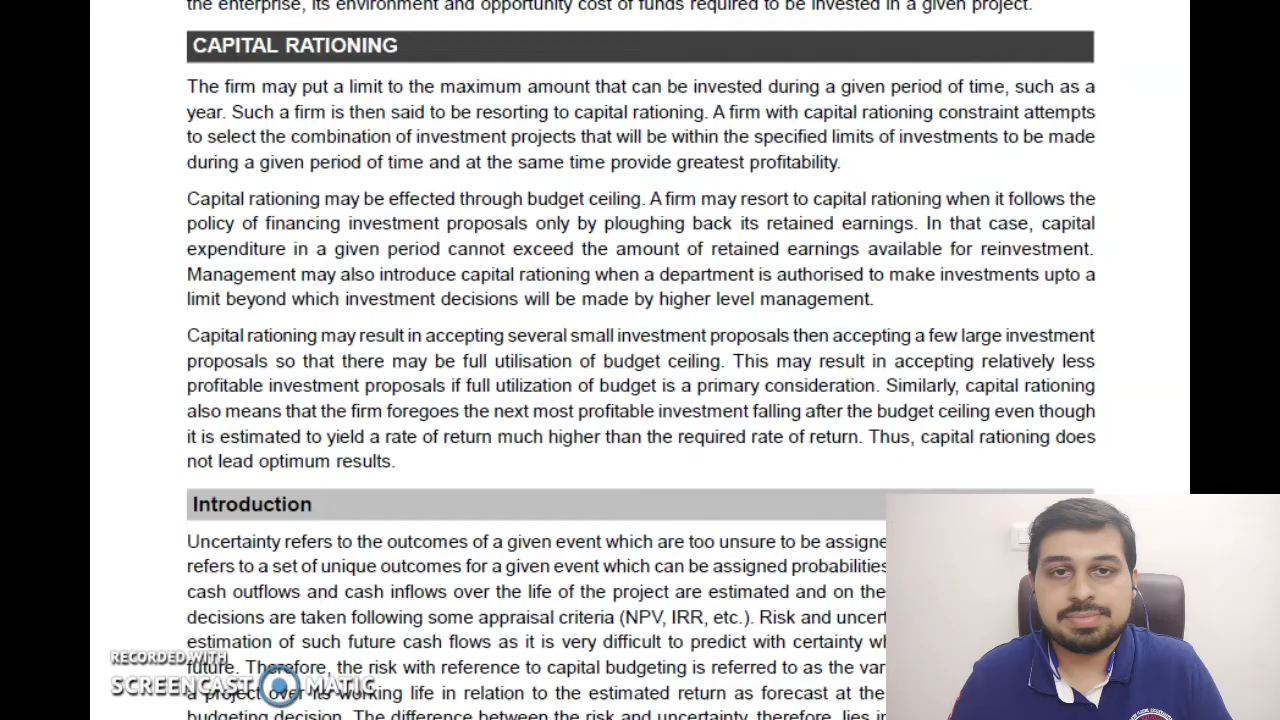 the enterprise, its environment and opportunity cost of funds required to be invested in a given project.
CAPITAL RATIONING
The firm may put a limit to the maximum amount that can be invested during a given period of time, such as a
year. Such a firm is then said to be resorting to capital rationing. A firm with capital rationing constraint attempts
to select the combination of investment projects that will be within the specified limits of investments to be made
during a given period of time and at the same time provide greatest profitability.
Capital rationing may be effected through budget ceiling. A firm may resort to capital rationing when it follows the
policy of financing investment proposals only by ploughing back its retained earnings. In that case, capital
expenditure in a given period cannot exceed the amount of retained earnings available for reinvestment.
Management may also introduce capital rationing when a department is authorised to make investments upto a
limit beyond which investment decisions will be made by higher level management.
Capital rationing may result in accepting several small investment proposals then accepting a few large investment
proposals so that there may be full utilisation of budget ceiling. This may result in accepting relatively less
profitable investment proposals if full utilization of budget is a primary consideration. Similarly, capital rationing
also means that the firm foregoes the next most profitable investment falling after the budget ceiling even though
it is estimated to yield a rate of return much higher than the required rate of return. Thus, capital rationing does
not lead optimum results.
Introduction
Uncertainty refers to the outcomes of a given event which are too unsure to be assigne
refers to a set of unique outcomes for a given event which can be assigned probabilities
cash outflows and cash inflows over the life of the project are estimated and on the
decisions are taken following some appraisal criteria (NPV, IRR, etc.). Risk and uncert
estimation of such future cash flows as it is very difficult to predict with certainty wh
future. Therefore, the risk with reference to capital budgeting is referred to as the var
a project over its working life in relation to the estimated return as forecast at the
budgeting decision. The difference between the risk and uncertainty, therefore, lies in
RECORDED WITH
SCREENCAST MATIC